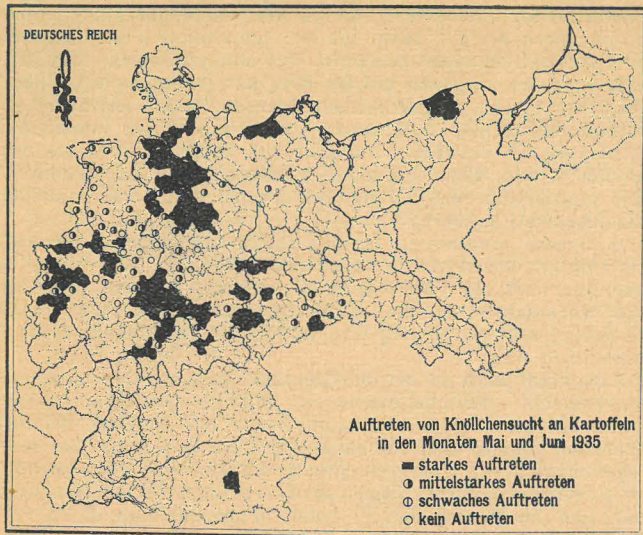 DEUTSCHES REICH
Auftreten von Knöllchensucht an Kartoffeln
in den Monaten Mai und Juni 1935
starkes Auftreten
mittelstarkes Auftreten
schwaches Auftreten
kein Auftreten